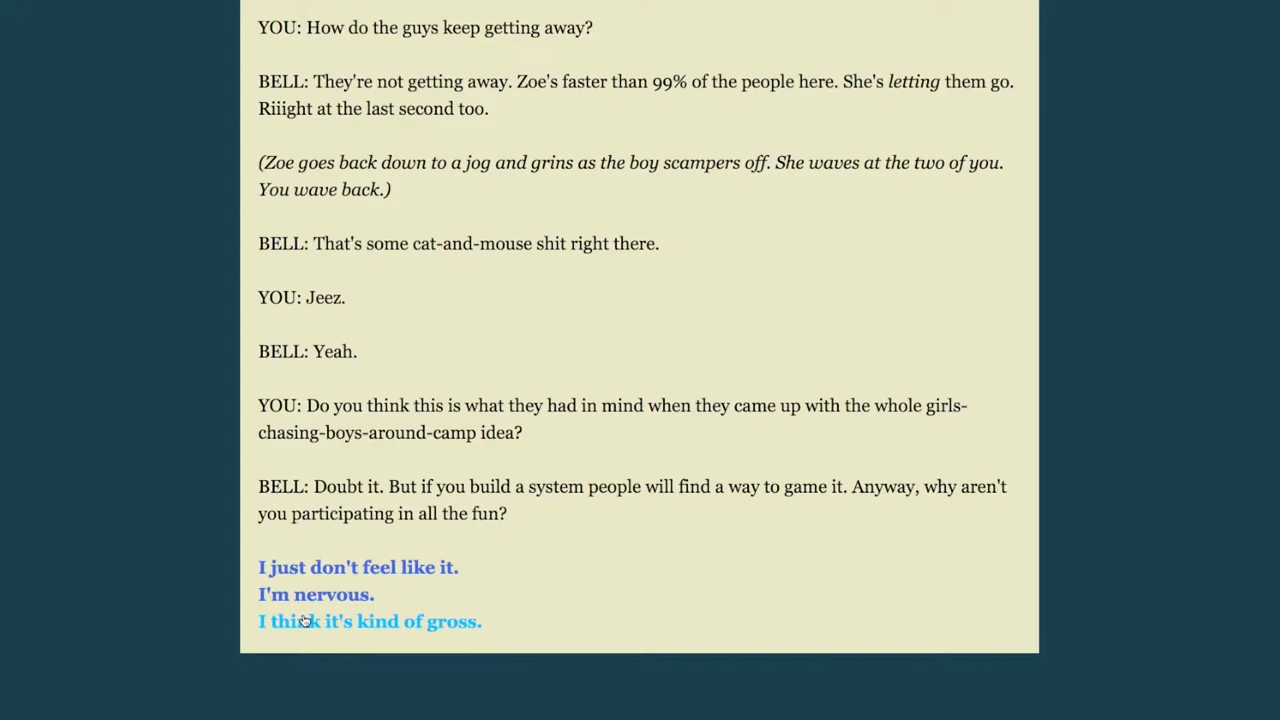 YOU: How do the guys keep getting away?
BELL: They're not getting away. Zoe's faster than 99% of the people here. She's letting them go.
Riiight at the last second too.
(Zoe goes back down to a jog and grins as the boy scampers off. She waves at the two of you.
You wave back.)
BELL: That's some cat-and-mouse shit right there.
YOU: Jeez.
BELL: Yeah.
YOU: Do you think this is what they had in mind when they came up with the whole girls-
chasing-boys-around-camp idea?
BELL: Doubt it. But if you build a system people will find a way to game it. Anyway, why aren't
you participating in all the fun?
I just don't feel like it.
I'm nervous.
I think it's kind of gross.